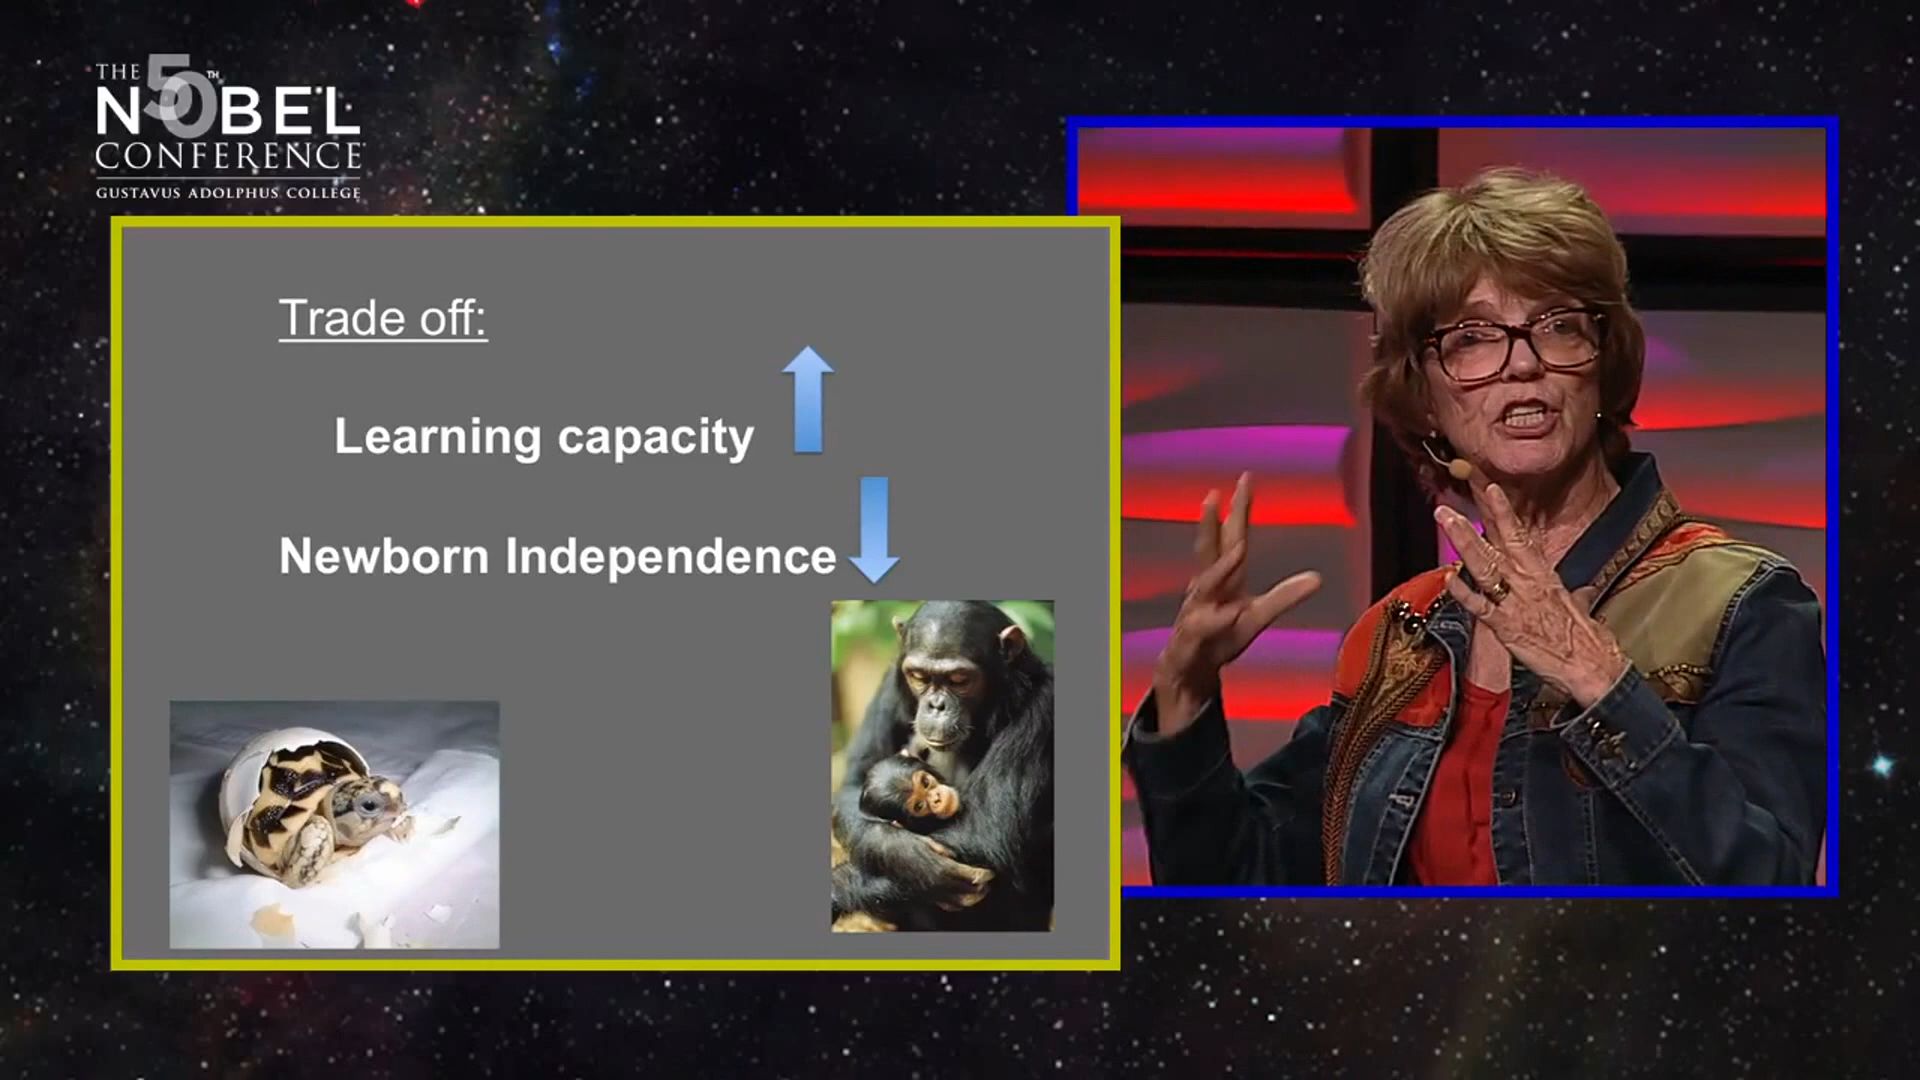 THE 50TH
NOBEL
CONFERENCE
GUSTAVUS ADOLPHUS COLLEGE
Trade off:
Learning capacity
Newborn Independence